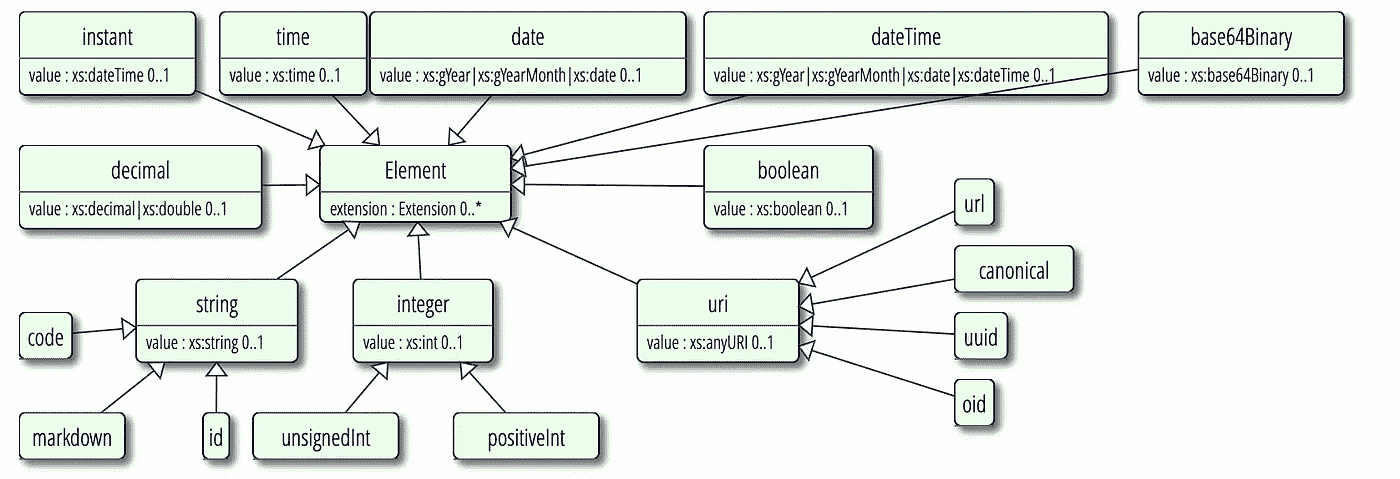 instant
value : xs:dateTime 0..1
time
value : xs:time 0..1
date
value : xs:gYear|xs:gYearMonth|xs:date 0..1
dateTime
value : xs:gYear|xs:gYearMonth|xs:date|xs:dateTime 0..1
base64Binary
value : xs:base64Binary 0..1
decimal
value : xs:decimal|xs:double 0..1
Element
extension : Extension 0..*
boolean
value : xs:boolean 0..1
url
canonical
string
value : xs:string 0..1
integer
value : xs:int 0..1
uri
value : xs:anyURI 0..1
code
uuid
oid
markdown
id
unsignedInt
positiveInt